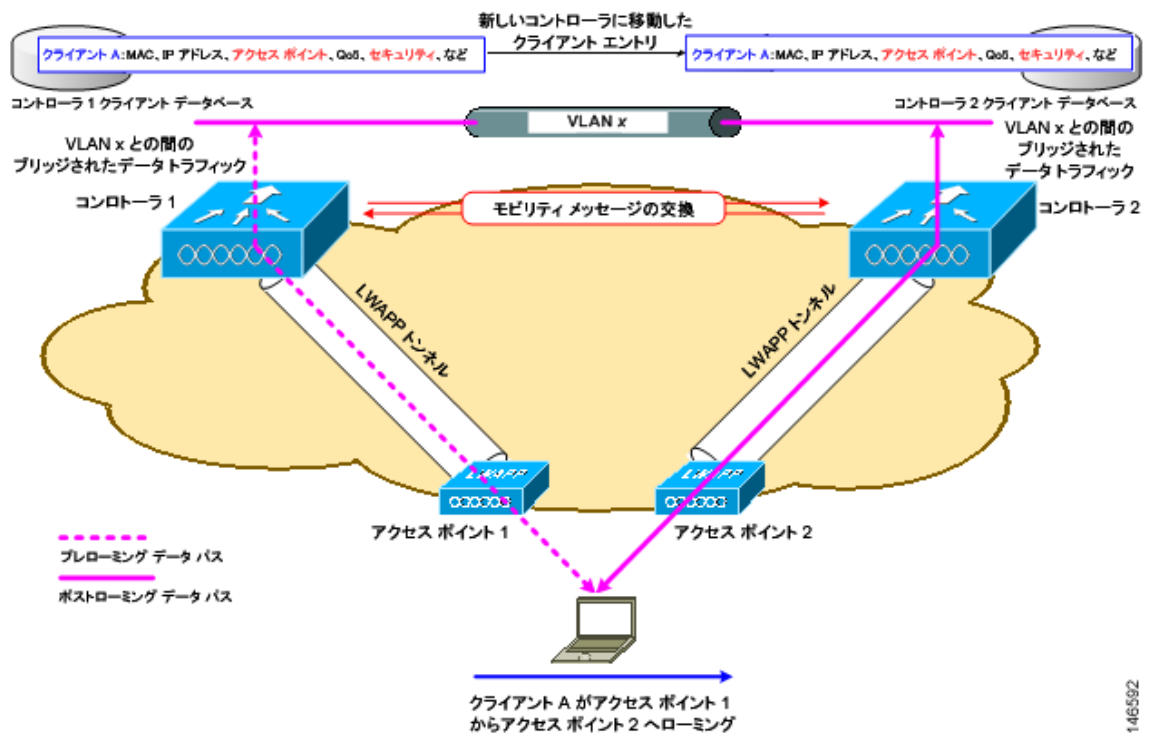 新しいコントローラに移動した
クライアント エントリ
クライアント A:MAC、IP アドレス、アクセス ポイント、QoS、セキュリティ、など
クライアント A:MAC、IP アドレス、アクセス ポイント、QoS、セキュリティ、など
コントローラ 1 クライアント データベース
コントローラ 2 クライアント データベース
VLAN x
VLAN x との間の
ブリッジされたデータ トラフィック
VLAN x との間の
ブリッジされた
データ トラフィック
コンロトーラ 1
モビリティ メッセージの交換
コンロトーラ 2
LWAPP トンネル
LWAPP トンネル
LWAPP
LWAPP
アクセス ポイント 1
アクセス ポイント 2
プレローミング データ パス
ポストローミング データ パス
クライアント A がアクセス ポイント 1
からアクセス ポイント 2 へローミング
146592